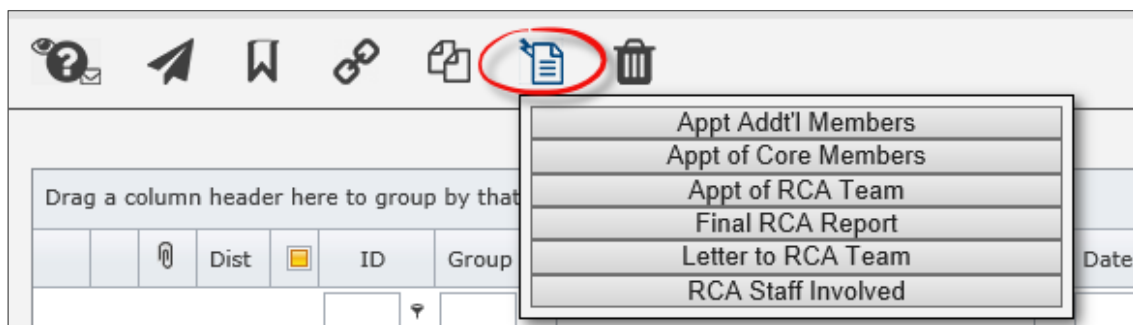 Appt Addt'l Members
Appt of Core Members
Appt of RCA Team
Final RCA Report
Letter to RCA Team
RCA Staff Involved
Drag a column header here to group by that
Dist ID Group Date